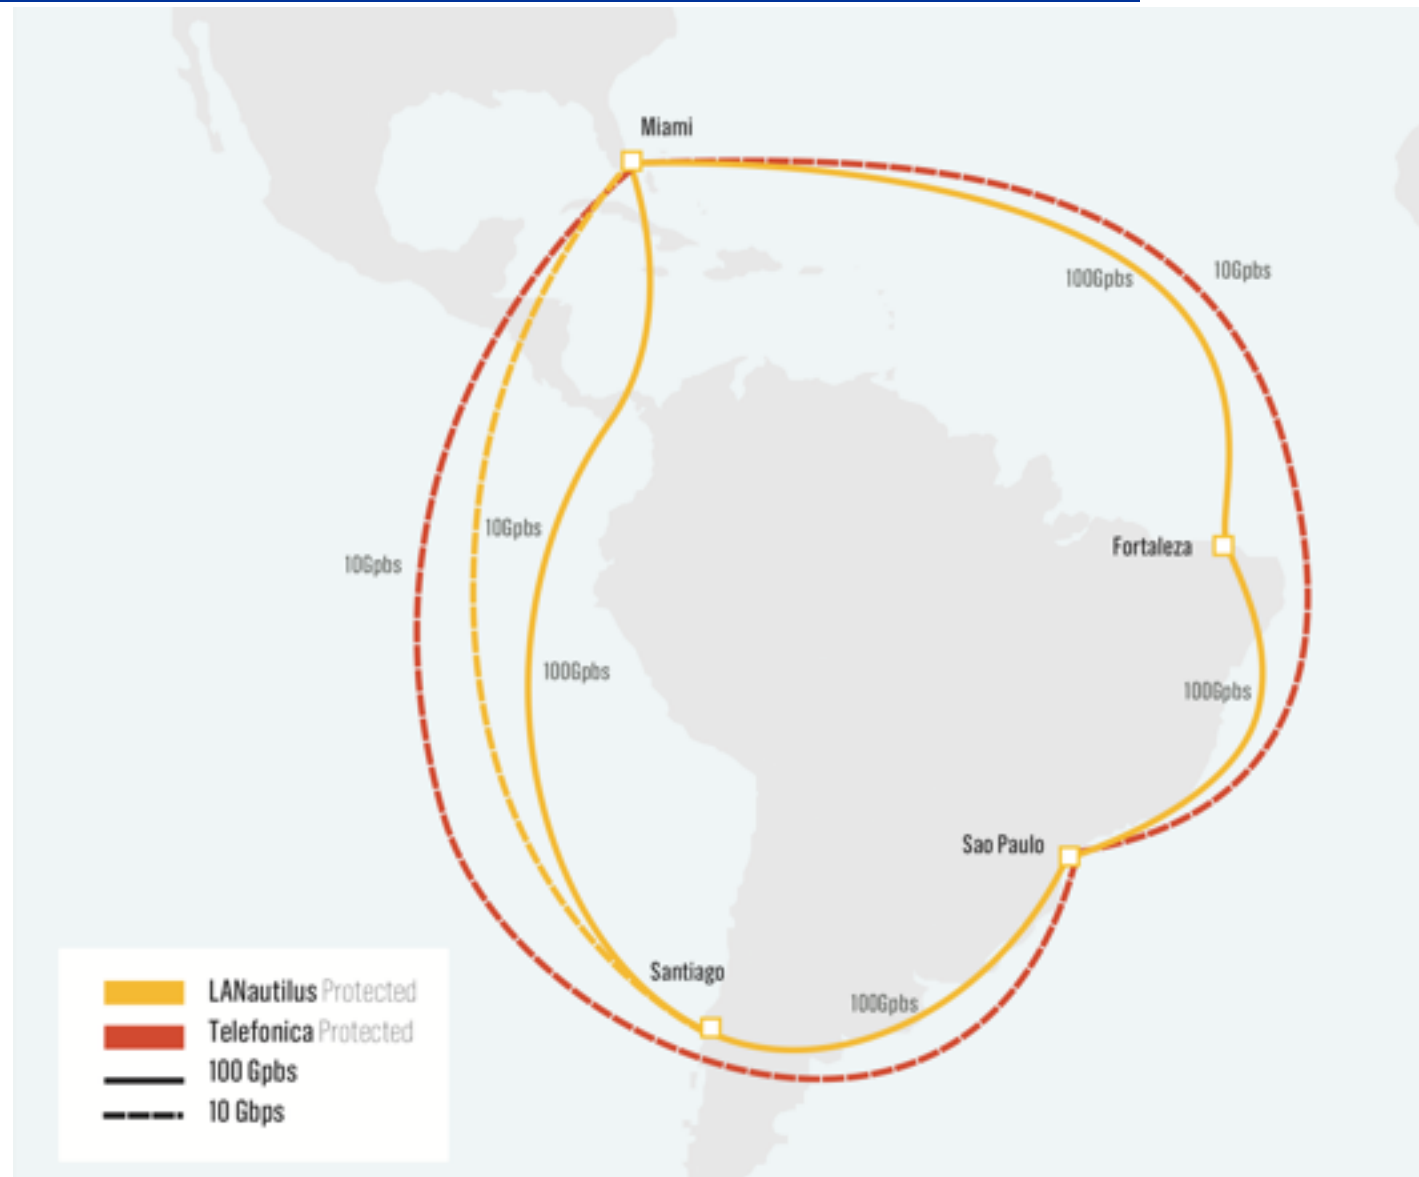 Miami
100Gpbs
10Gpbs
10Gpbs
Fortaleza
10Gpbs
100Gpbs
100Gpbs
Sao Paulo
Santiago
100Gpbs
LANautilus Protected
Telefonica Protected
100 Gpbs
10 Gbps